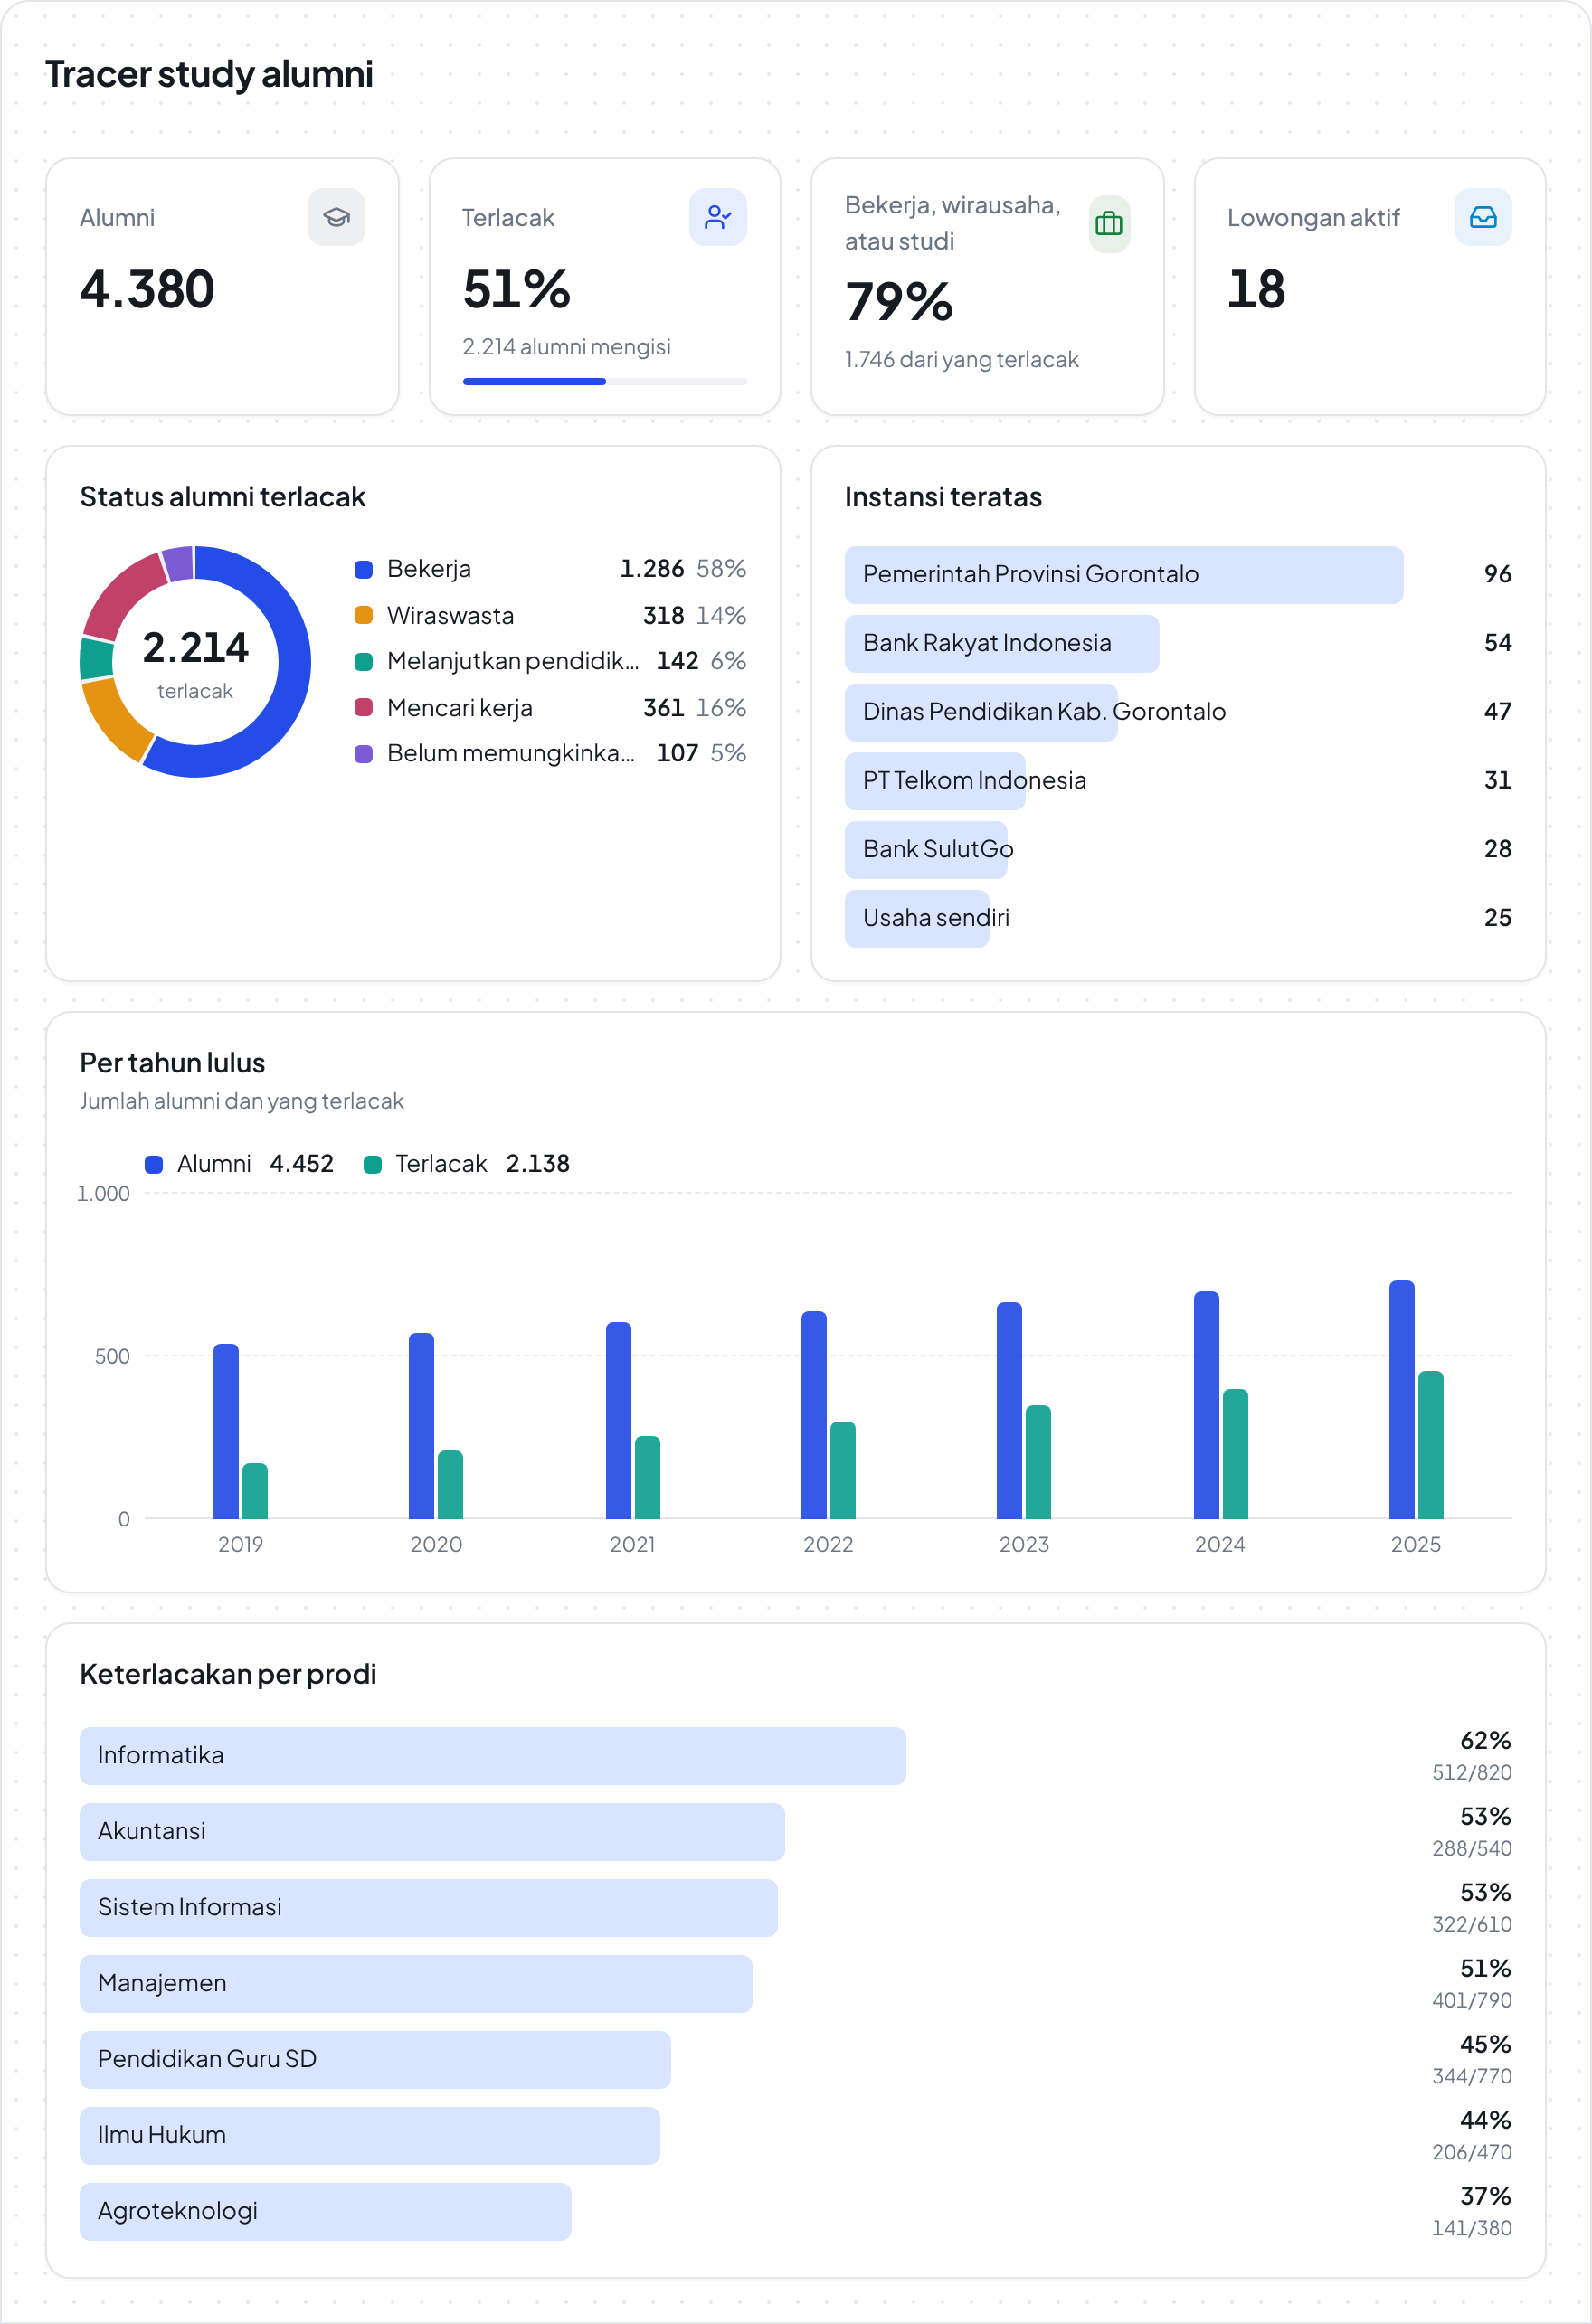 Tracer study alumni
Alumni
4.380
Terlacak
51%
2.214 alumni mengisi
Bekerja, wirausaha,
atau studi
79%
1.746 dari yang terlacak
Lowongan aktif
18
Status alumni terlacak
2.214
terlacak
Bekerja 1.286 58%
Wiraswasta 318 14%
Melanjutkan pendidik... 142 6%
Mencari kerja 361 16%
Belum memungkinka... 107 5%
Instansi teratas
Pemerintah Provinsi Gorontalo 96
Bank Rakyat Indonesia 54
Dinas Pendidikan Kab. Gorontalo 47
PT Telkom Indonesia 31
Bank SulutGo 28
Usaha sendiri 25
Per tahun lulus
Jumlah alumni dan yang terlacak
Alumni 4.452 Terlacak 2.138
1.000
500
0
2019 2020 2021 2022 2023 2024 2025
Keterlacakan per prodi
Informatika 62%
512/820
Akuntansi 53%
288/540
Sistem Informasi 53%
322/610
Manajemen 51%
401/790
Pendidikan Guru SD 45%
344/770
Ilmu Hukum 44%
206/470
Agroteknologi 37%
141/380